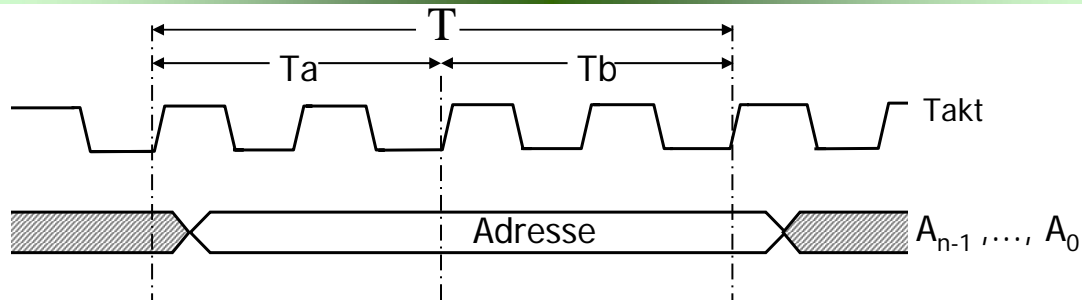 T
Ta Tb
Takt
Adresse Aₙ₋₁ ,..., A₀